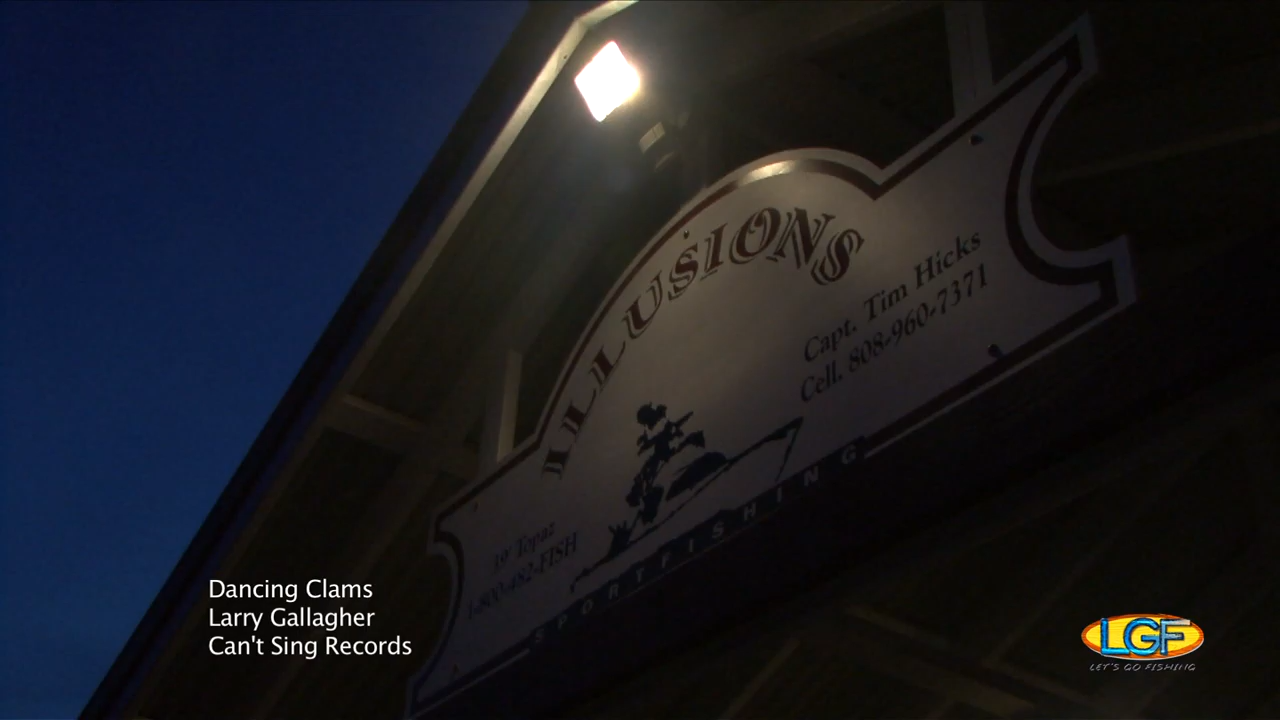 ILLUSIONS
Capt. Tim Hicks
Cell. 808-960-7371
Topaz
1-800-482-FISH
SPORTFISHING
Dancing Clams
Larry Gallagher
Can't Sing Records
LGF
LET'S GO FISHING